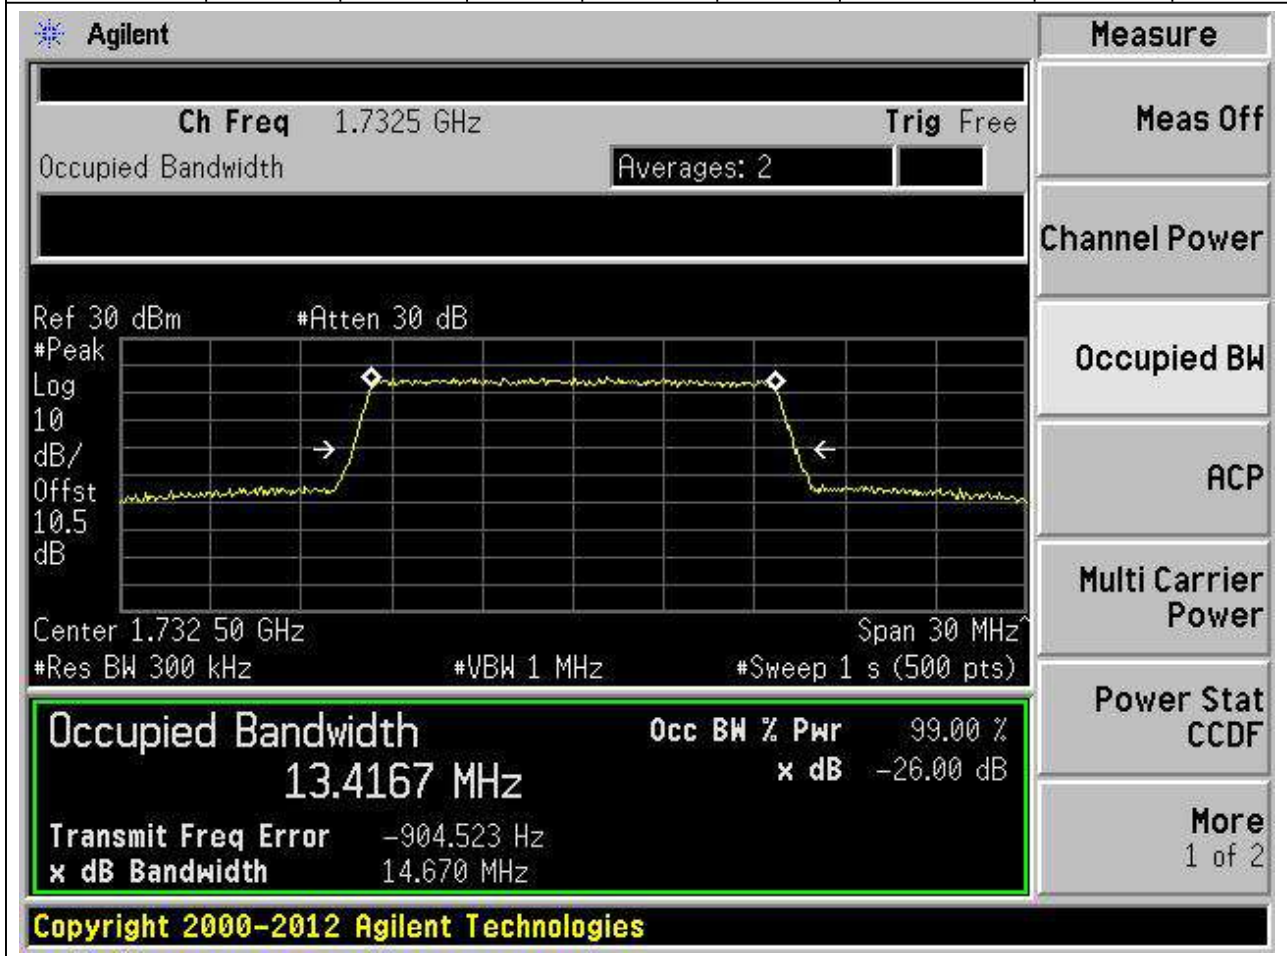 Agilent
Measure
Ch Freq 1.7325 GHz Trig Free
Meas Off
Occupied Bandwidth Averages: 2
Channel Power
Ref 30 dBm #Atten 30 dB
#Peak
Log
10
dB/
Offst
10.5
dB
Occupied BW
ACP
Center 1.732 50 GHz Span 30 MHz^
#Res BW 300 kHz #VBW 1 MHz #Sweep 1 s (500 pts)
Multi Carrier
Power
Occupied Bandwidth Occ BW % Pwr 99.00 %
13.4167 MHz x dB -26.00 dB
Power Stat
CCDF
Transmit Freq Error -904.523 Hz
x dB Bandwidth 14.670 MHz
More
1 of 2
Copyright 2000-2012 Agilent Technologies